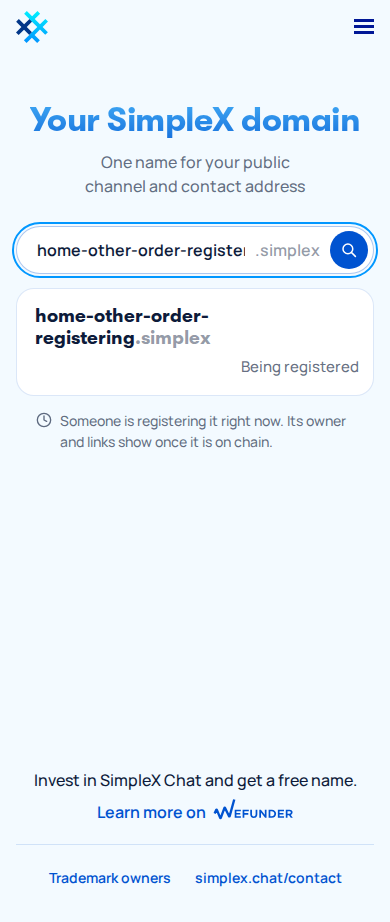 Your SimpleX domain
One name for your public
channel and contact address
home-other-order-register .simplex
home-other-order-
registering.simplex
Being registered
Someone is registering it right now. Its owner
and links show once it is on chain.
Invest in SimpleX Chat and get a free name.
Learn more on WEFUNDER
Trademark owners simplex.chat/contact